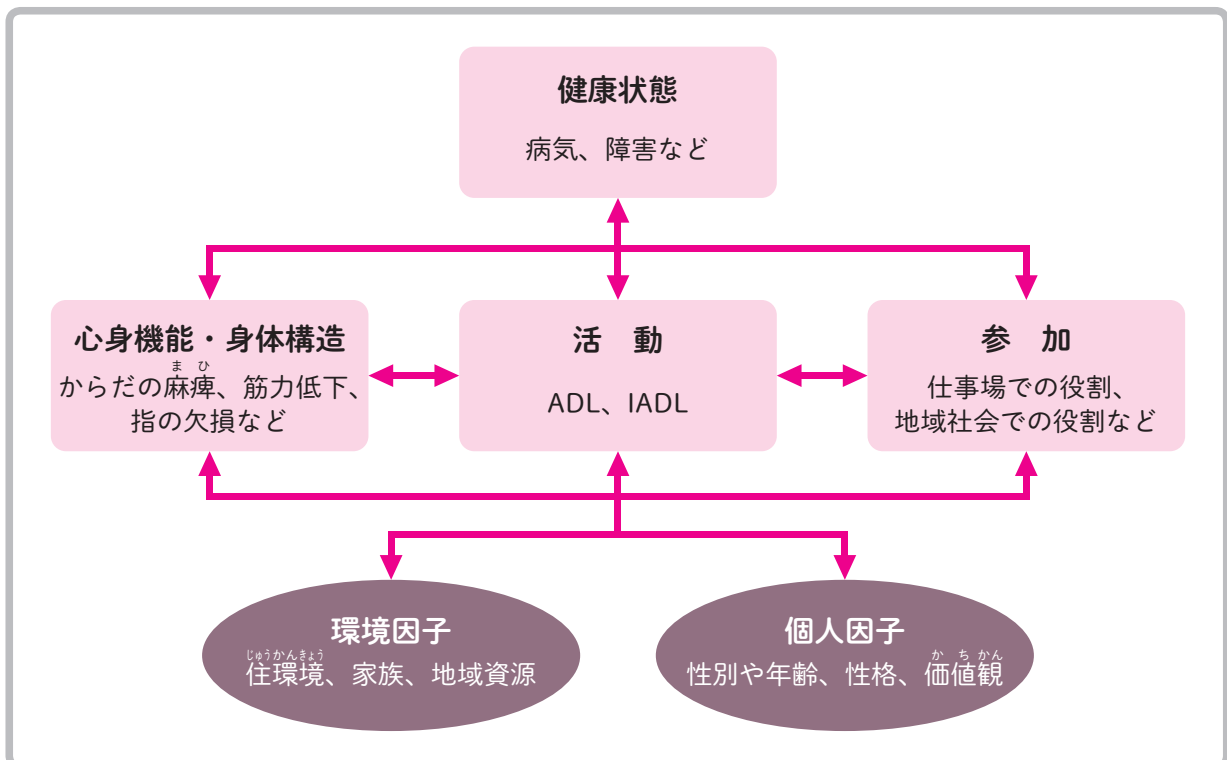 健康状態
病気、障害など
心身機能・身体構造
まひ
からだの麻痺、筋力低下、
指の欠損など
活　動
ADL、IADL
参　加
仕事場での役割、
地域社会での役割など
環境因子
じゅうかんきょう
住環境、家族、地域資源
個人因子
かちかん
性別や年齢、性格、価値観